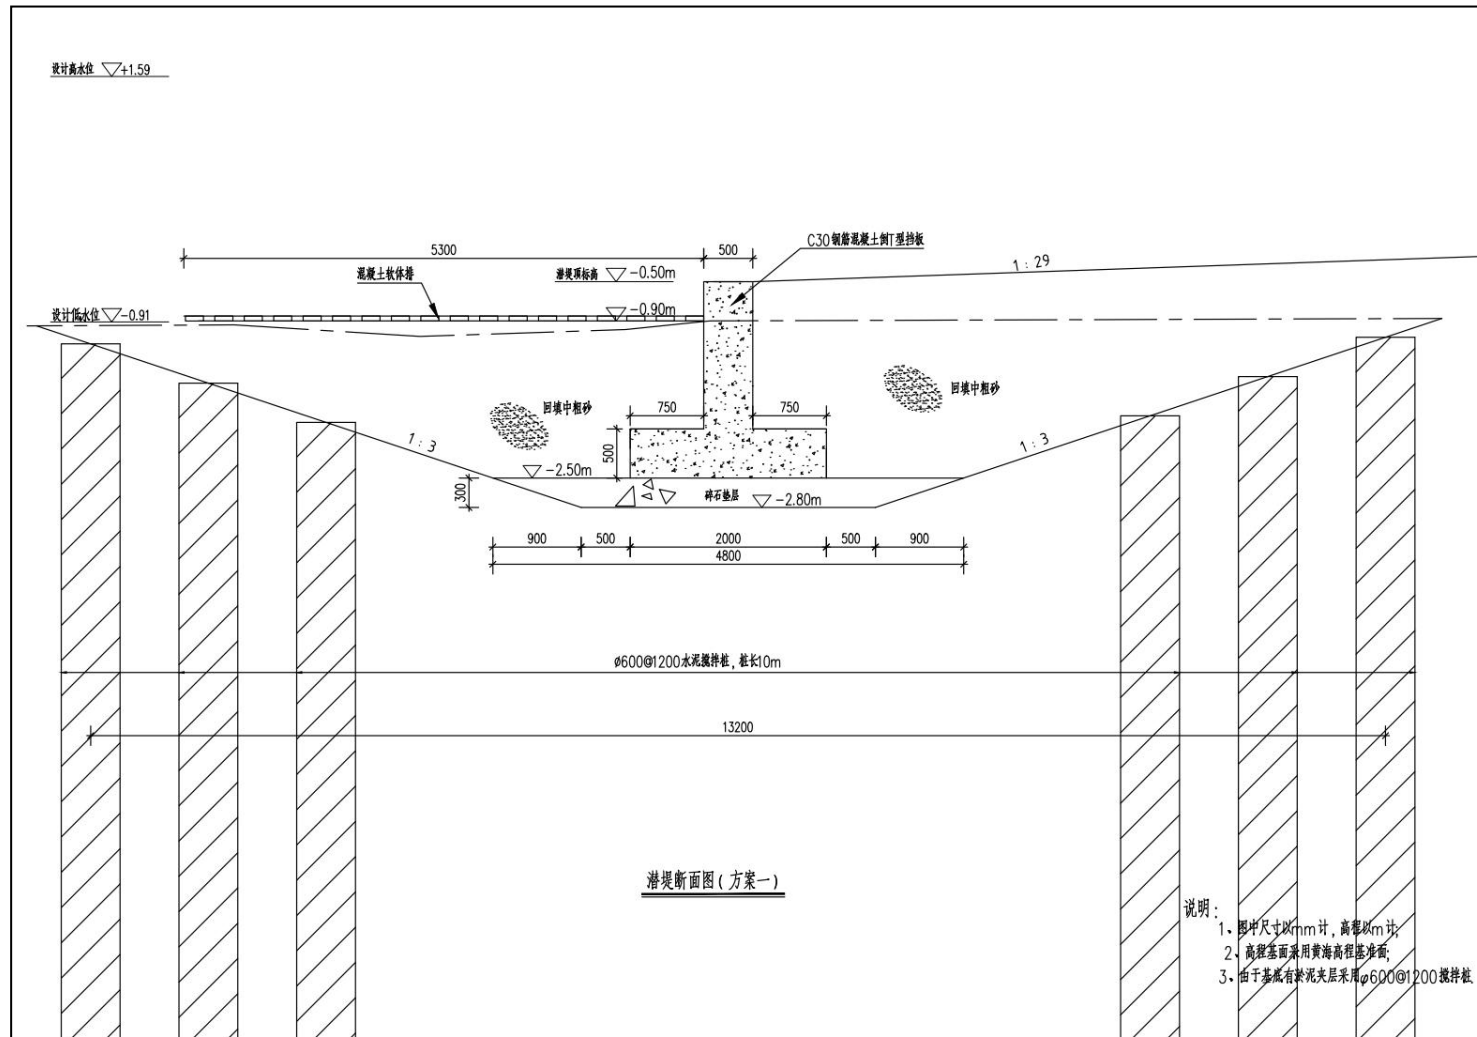 设计高水位 +1.59
5300
500
C30钢筋混凝土倒T型挡板
1:29
混凝土软体排
潜堤顶标高 -0.50m
设计低水位 -0.91
-0.90m
回填中粗砂
750
750
回填中粗砂
1:3
500
1:3
-2.50m
300
碎石垫层 -2.80m
900
500
2000
500
900
4800
φ600@1200水泥搅拌桩，桩长10m
13200
潜堤断面图(方案一)
说明：
1、图中尺寸以mm计，高程以m计;
2、高程基面采用黄海高程基准面;
3、由于基底有淤泥夹层采用φ600@1200搅拌桩